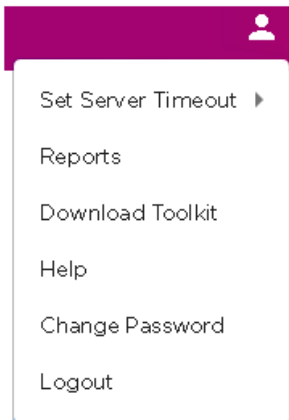 Set Server Timeout
Reports
Download Toolkit
Help
Change Password
Logout